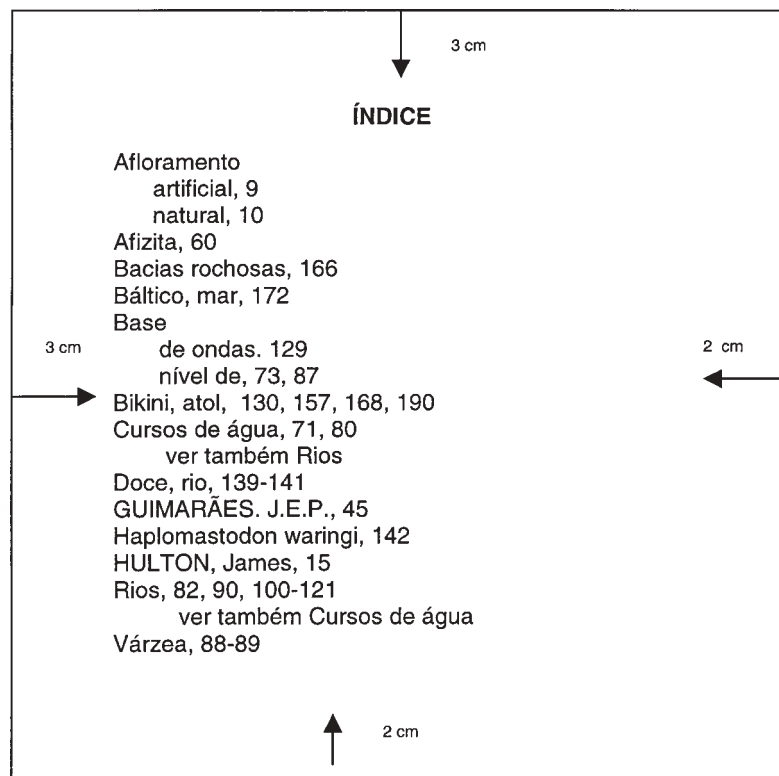 3 cm
ÍNDICE
Afloramento
artificial, 9
natural, 10
Afizita, 60
Bacias rochosas, 166
Báltico, mar, 172
Base
de ondas. 129
nível de, 73, 87
3 cm
2 cm
Bikini, atol, 130, 157, 168, 190
Cursos de água, 71, 80
ver também Rios
Doce, rio, 139-141
GUIMARÃES. J.E.P., 45
Haplomastodon waringi, 142
HULTON, James, 15
Rios, 82, 90, 100-121
ver também Cursos de água
Várzea, 88-89
2 cm